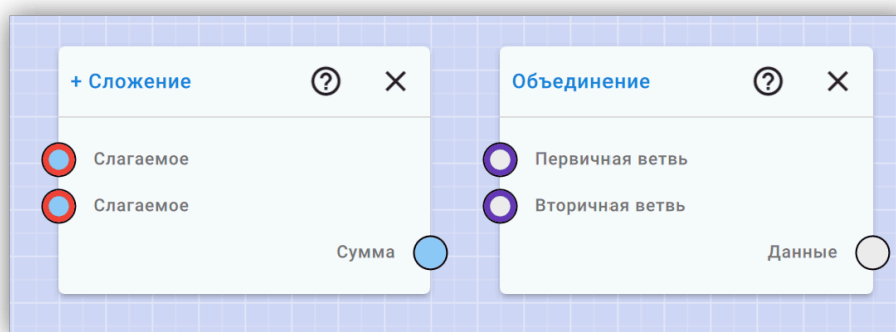 + Сложение
Слагаемое
Слагаемое
Сумма
Объединение
Первичная ветвь
Вторичная ветвь
Данные